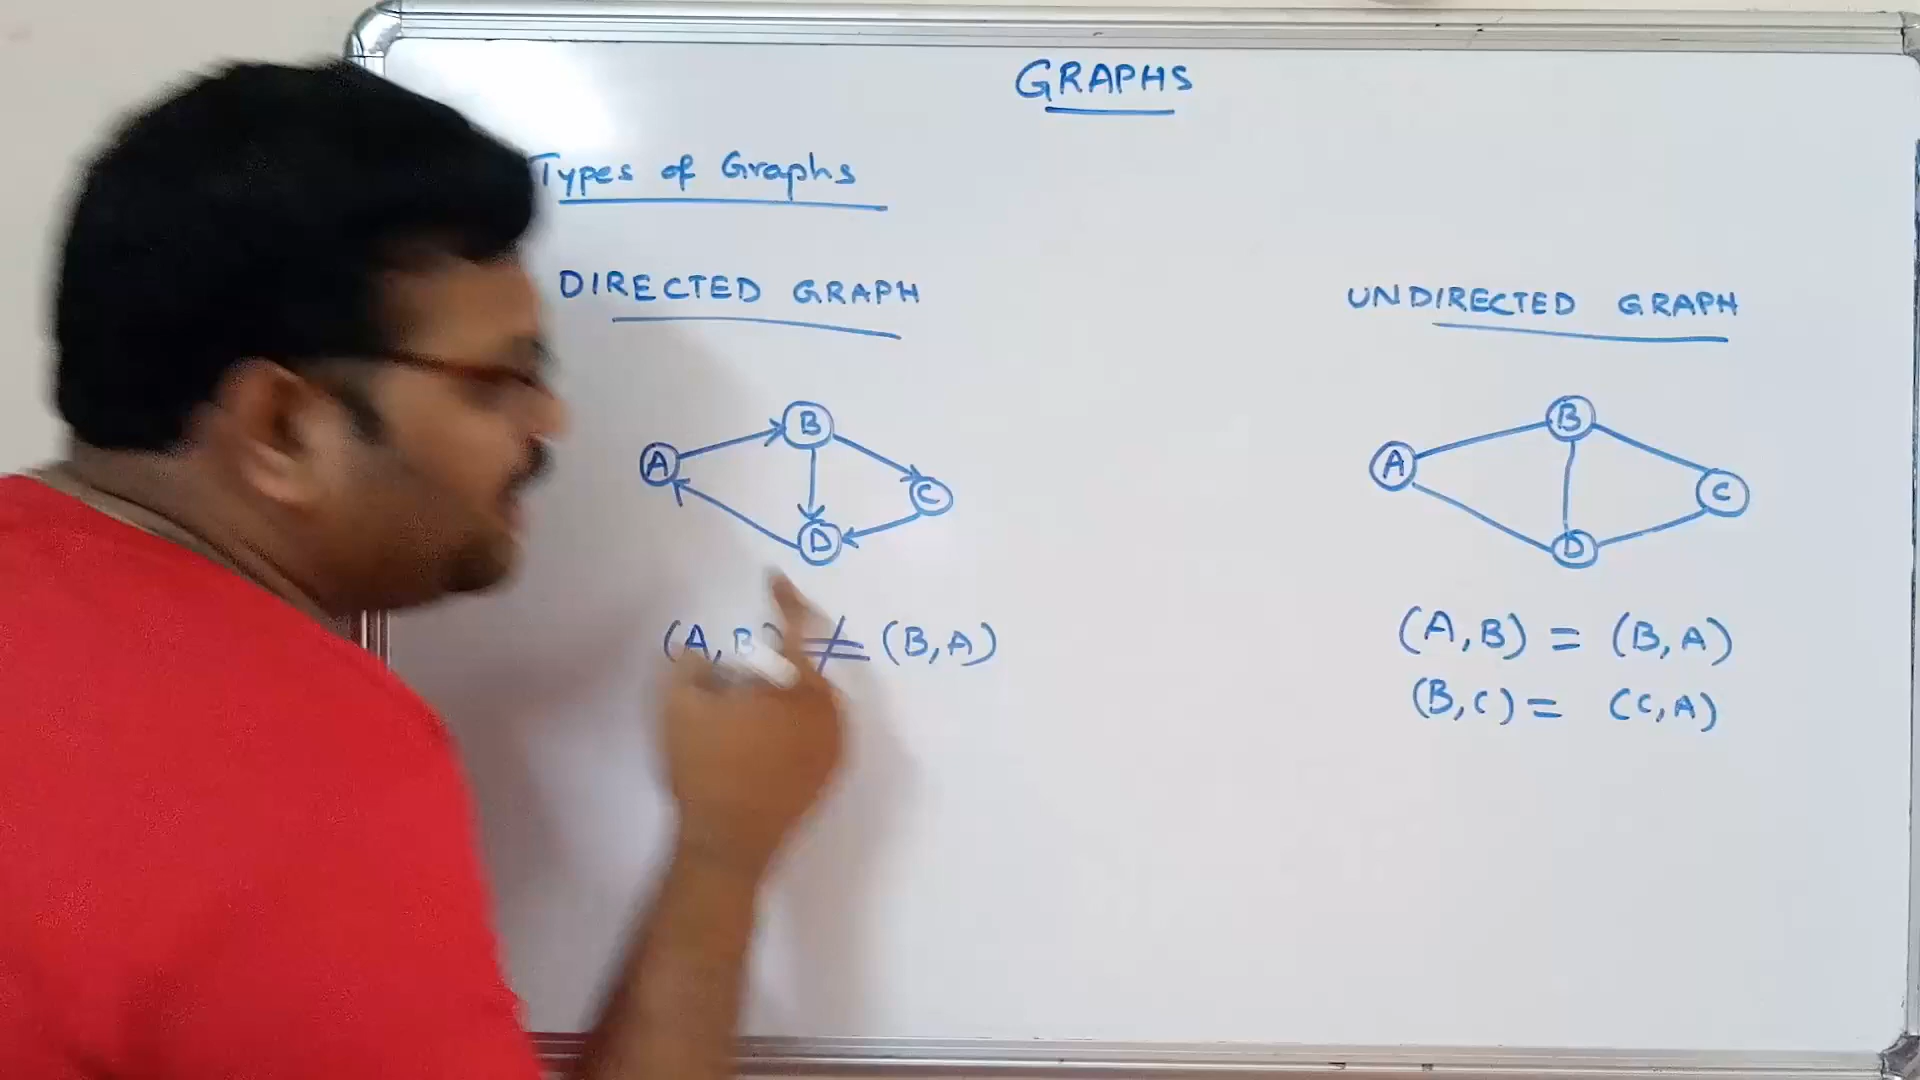 GRAPHS
Types of Graphs
DIRECTED GRAPH
UNDIRECTED GRAPH
B
A
C
D
B
A
C
D
(A,B) ≠ (B,A)
(A,B) = (B,A)
(B,C) = (C,A)